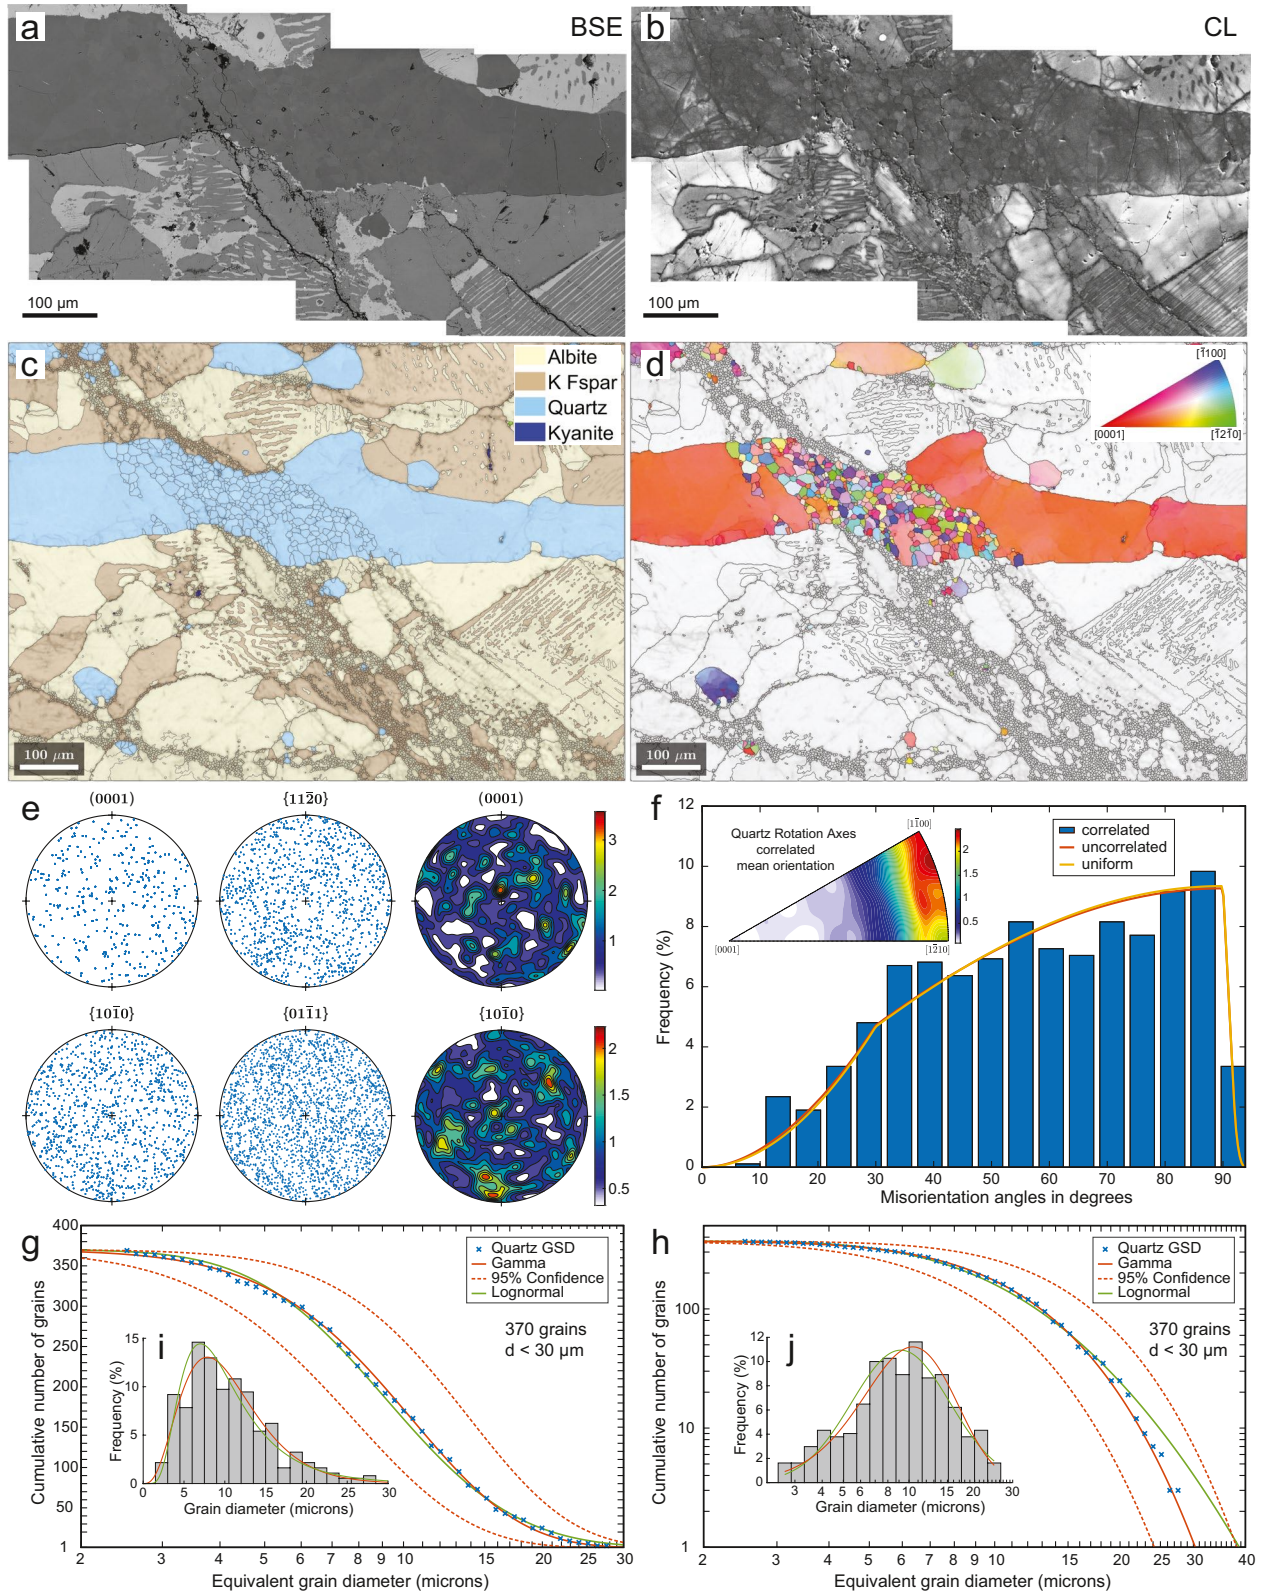 a
BSE
100 µm
b
CL
100 µm
c
Albite
K Fspar
Quartz
Kyanite
100 µm
d
[1̄100]
[0001]
[1̄21̄0]
100 µm
e
(0001)
{112̄0}
(0001)
3
2
1
{101̄0}
{011̄1}
{101̄0}
2
1.5
1
0.5
f
12
10
8
6
4
2
0
Frequency (%)
Quartz Rotation Axes
correlated
mean orientation
[11̄00]
[0001]
[12̄10]
2
1.5
1
0.5
correlated
uncorrelated
uniform
0 10 20 30 40 50 60 70 80 90
Misorientation angles in degrees
g
400
350
300
250
200
150
100
50
1
Cumulative number of grains
Quartz GSD
Gamma
95% Confidence
Lognormal
370 grains
d < 30 µm
i
15
10
5
0
Frequency (%)
0 5 10 15 20 25 30
Grain diameter (microns)
2 3 4 5 6 7 8 9 10 15 20 25 30
Equivalent grain diameter (microns)
h
100
10
1
Cumulative number of grains
Quartz GSD
Gamma
95% Confidence
Lognormal
370 grains
d < 30 µm
j
12
10
8
6
4
2
0
Frequency (%)
3 4 5 6 8 10 15 20 30
Grain diameter (microns)
2 3 4 5 6 7 8 9 10 15 20 25 30 40
Equivalent grain diameter (microns)